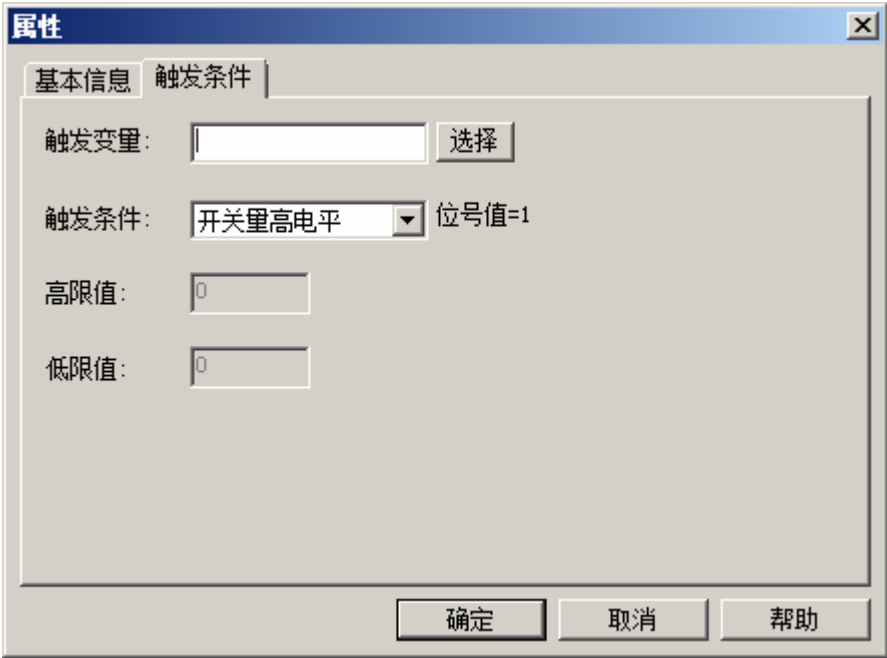 属性
基本信息 触发条件
触发变量: 选择
触发条件: 开关量高电平 位号值=1
高限值: 0
低限值: 0
确定 取消 帮助